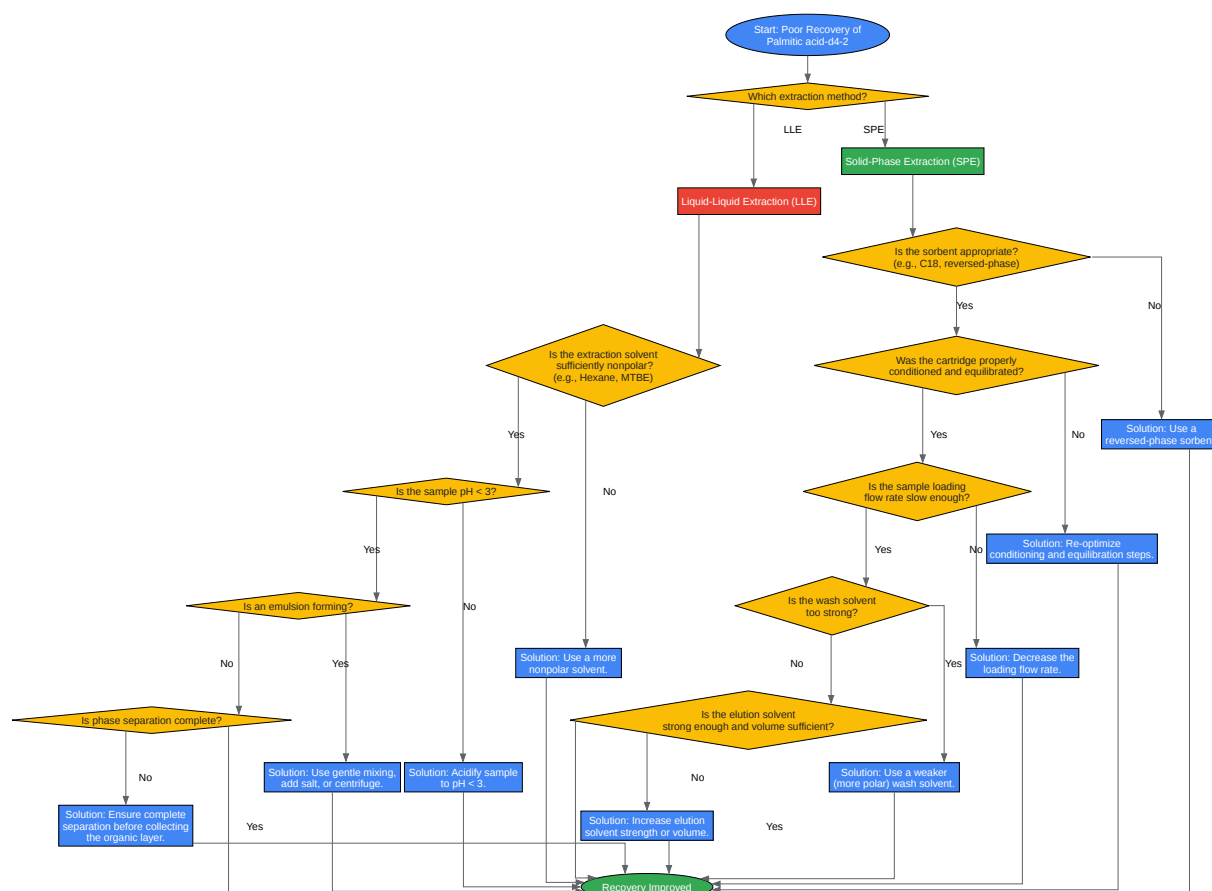 Start: Poor Recovery of
Palmitic acid-d4-2
Which extraction method?
LLE
SPE
Solid-Phase Extraction (SPE)
Liquid-Liquid Extraction (LLE)
Is the sorbent appropriate?
(e.g., C18, reversed-phase)
Yes
No
Is the extraction solvent
sufficiently nonpolar?
(e.g., Hexane, MTBE)
Was the cartridge properly
conditioned and equilibrated?
Yes
Yes
No
Solution: Use a
reversed-phase sorbent
Is the sample pH < 3?
No
Is the sample loading
flow rate slow enough?
Yes
Yes
No
Solution: Re-optimize
conditioning and equilibration steps.
Is an emulsion forming?
No
Is the wash solvent
too strong?
No
Yes
Solution: Use a more
nonpolar solvent.
No
Yes
Solution: Decrease the
loading flow rate.
Is phase separation complete?
Is the elution solvent
strong enough and volume sufficient?
No
Solution: Use gentle mixing,
add salt, or centrifuge.
Solution: Acidify sample
to pH < 3.
No
Solution: Use a weaker
(more polar) wash solvent.
Solution: Ensure complete
separation before collecting
the organic layer.
Yes
Solution: Increase elution
solvent strength or volume.
Yes
Recovery Improved